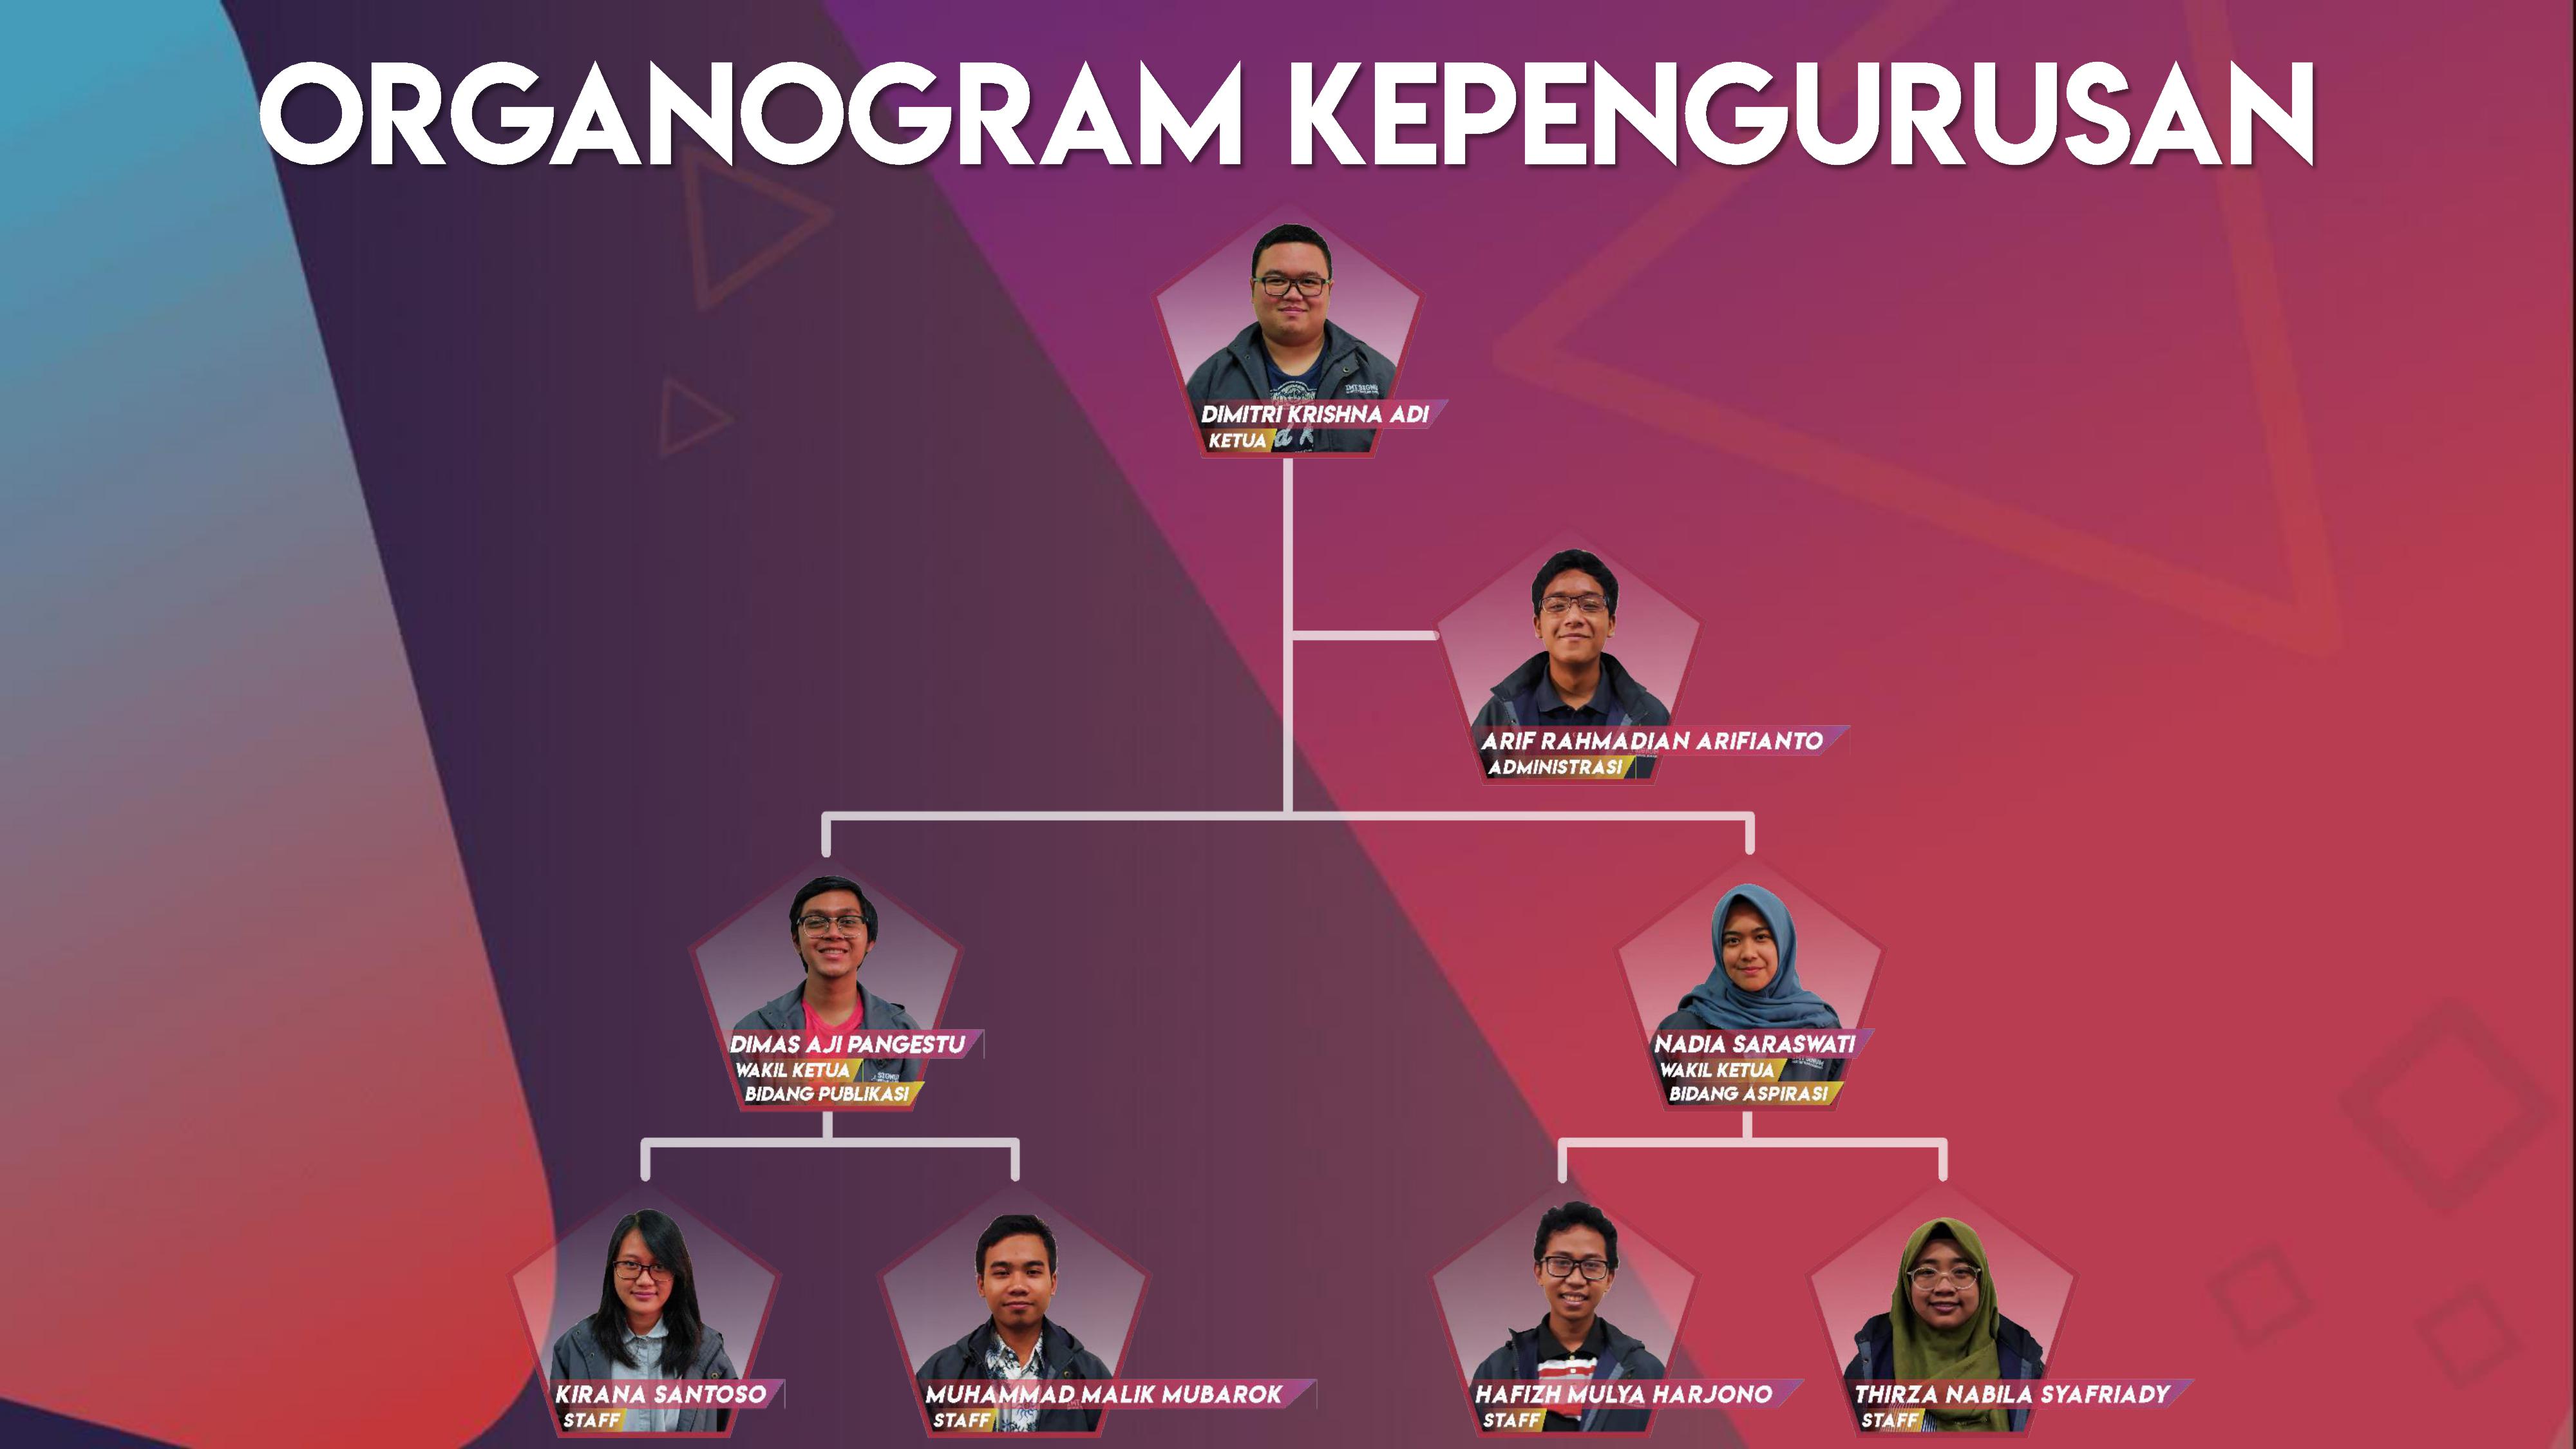 ORGANOGRAM KEPENGURUSAN
DIMITRI KRISHNA ADI
KETUA
ARIF RAHMADIAN ARIFIANTO
ADMINISTRASI
DIMAS AJI PANGESTU
WAKIL KETUA
BIDANG PUBLIKASI
NADIA SARASWATI
WAKIL KETUA
BIDANG ASPIRASI
KIRANA SANTOSO
STAFF
MUHAMMAD MALIK MUBAROK
STAFF
HAFIZH MULYA HARJONO
STAFF
THIRZA NABILA SYAFRIADY
STAFF